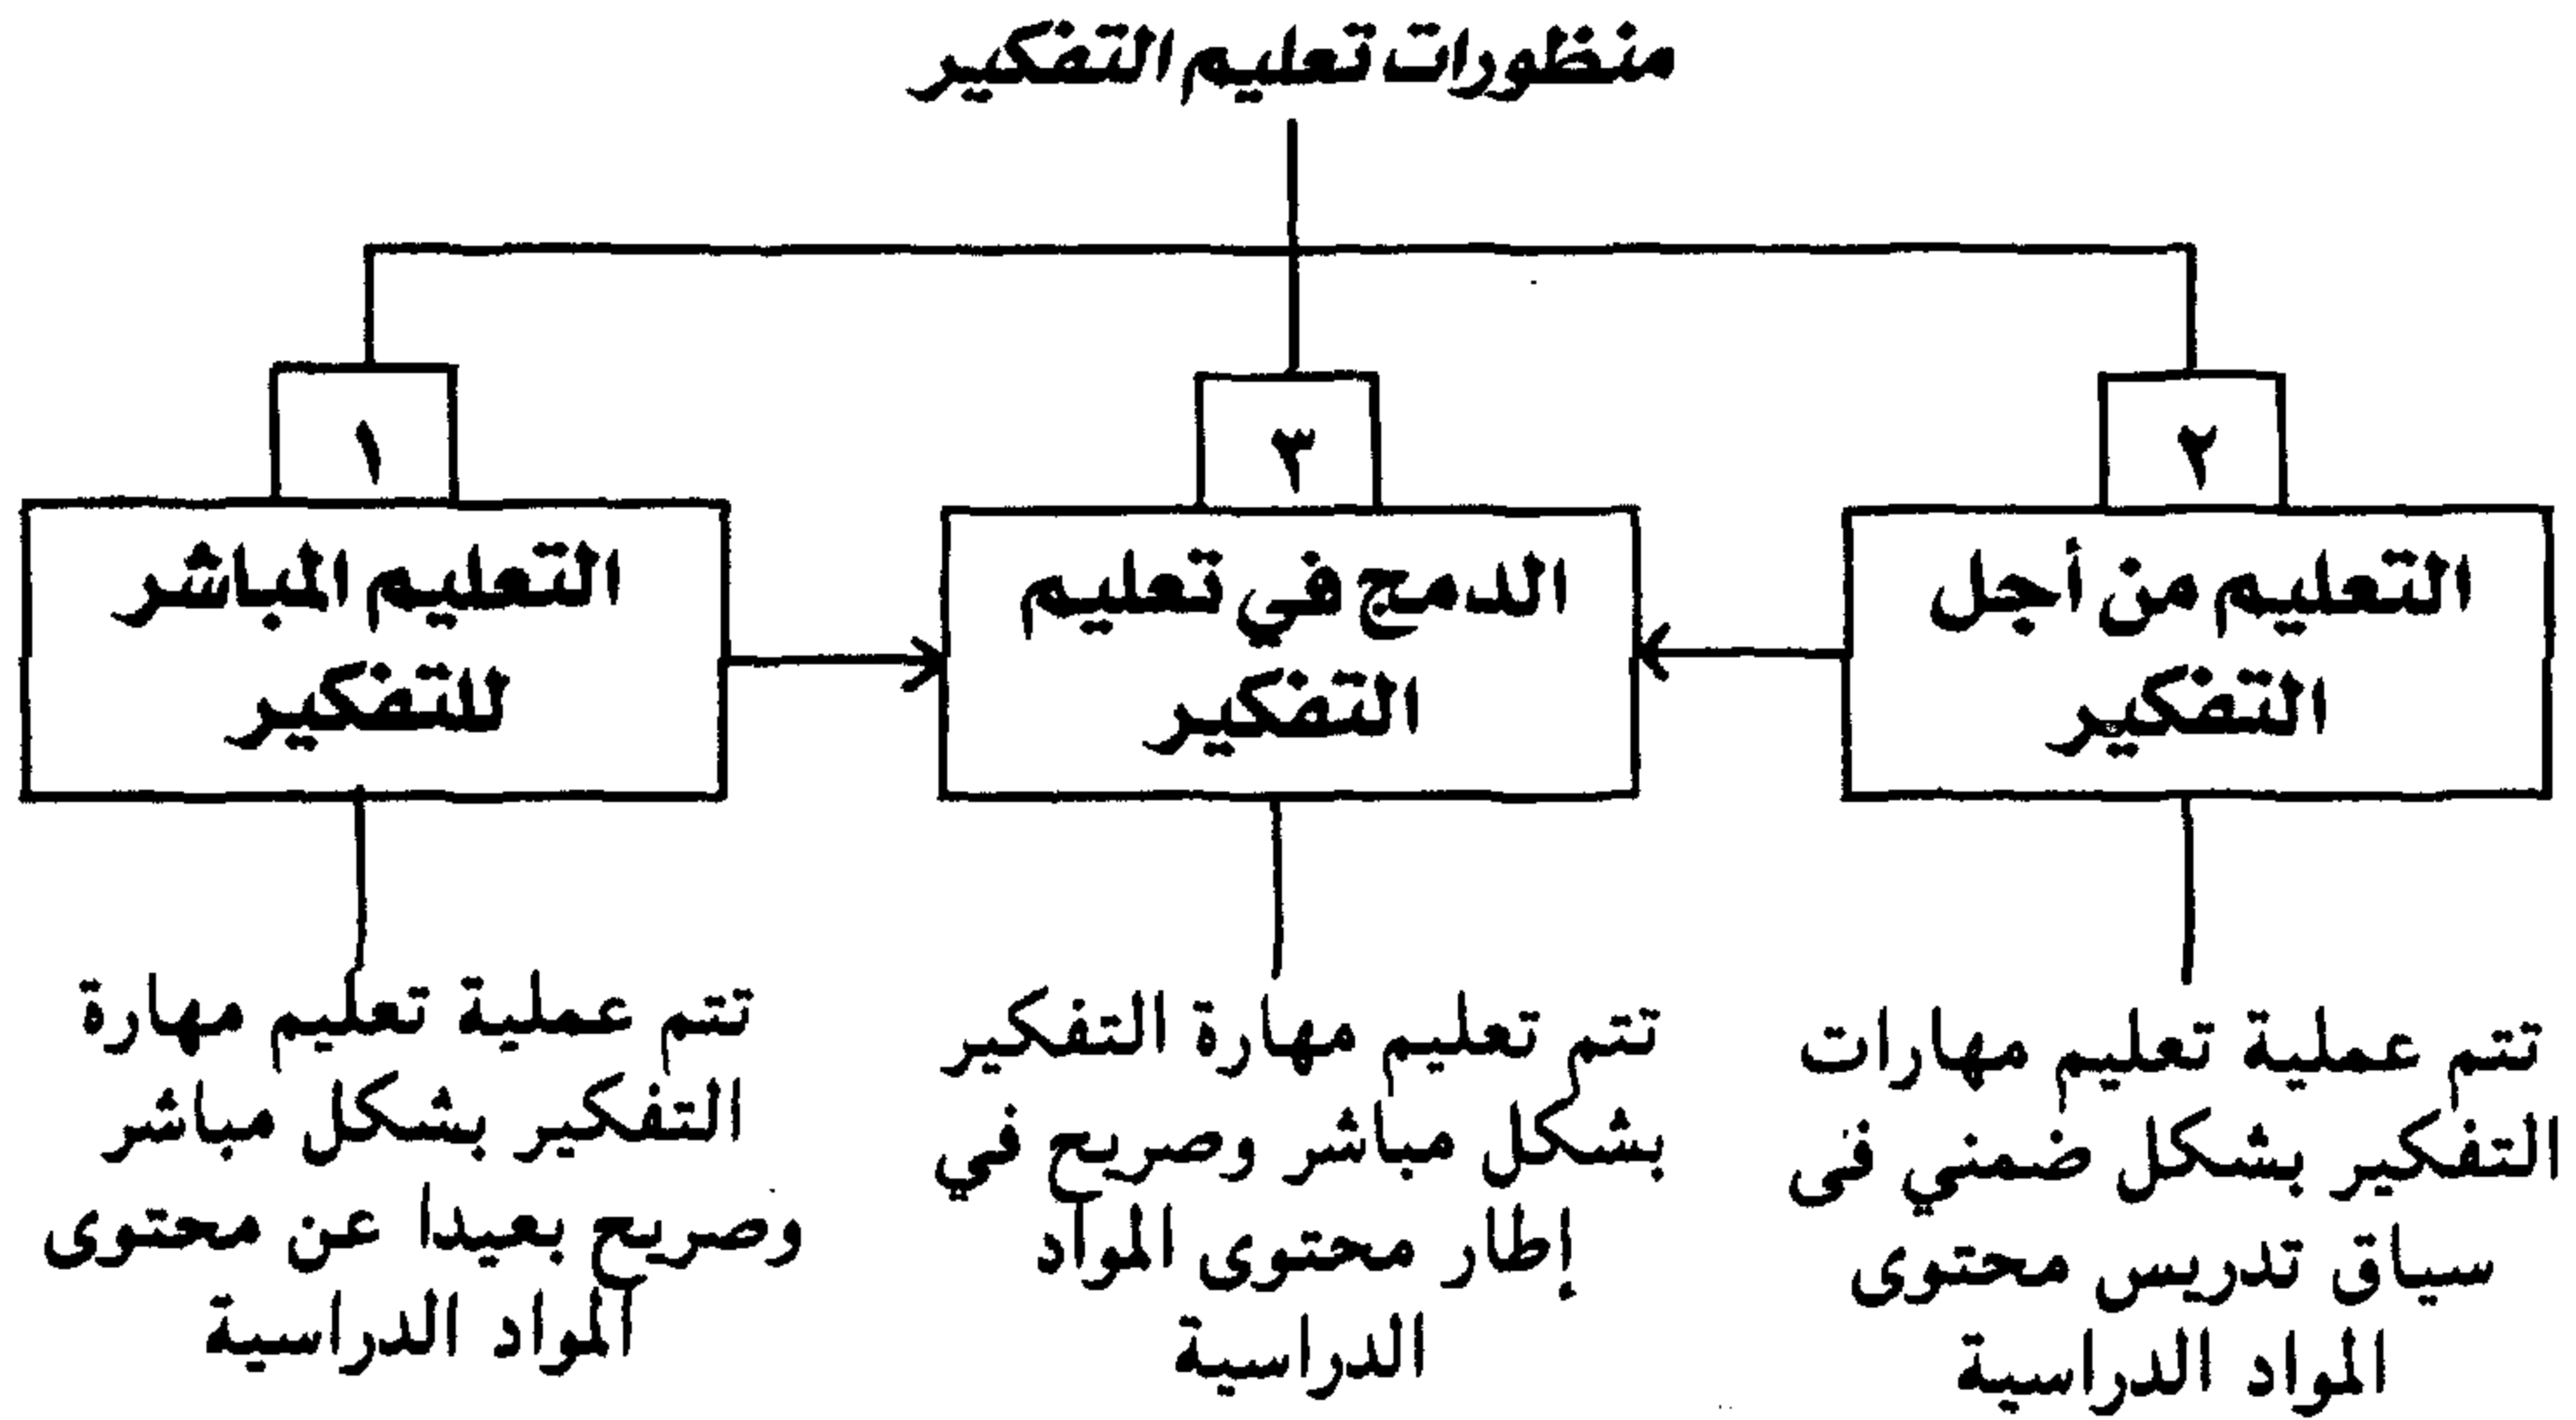 منظورات تعليم التفكير
٢
التعليم من أجل
التفكير
تتم عملية تعليم مهارات
التفكير بشكل ضمني فى
سياق تدريس محتوى
المواد الدراسية
٣
الدمج في تعليم
التفكير
تتم تعليم مهارة التفكير
بشكل مباشر وصريح في
إطار محتوى المواد
الدراسية
١
التعليم المباشر
للتفكير
تتم عملية تعليم مهارة
التفكير بشكل مباشر
وصريح بعيدا عن محتوى
المواد الدراسية